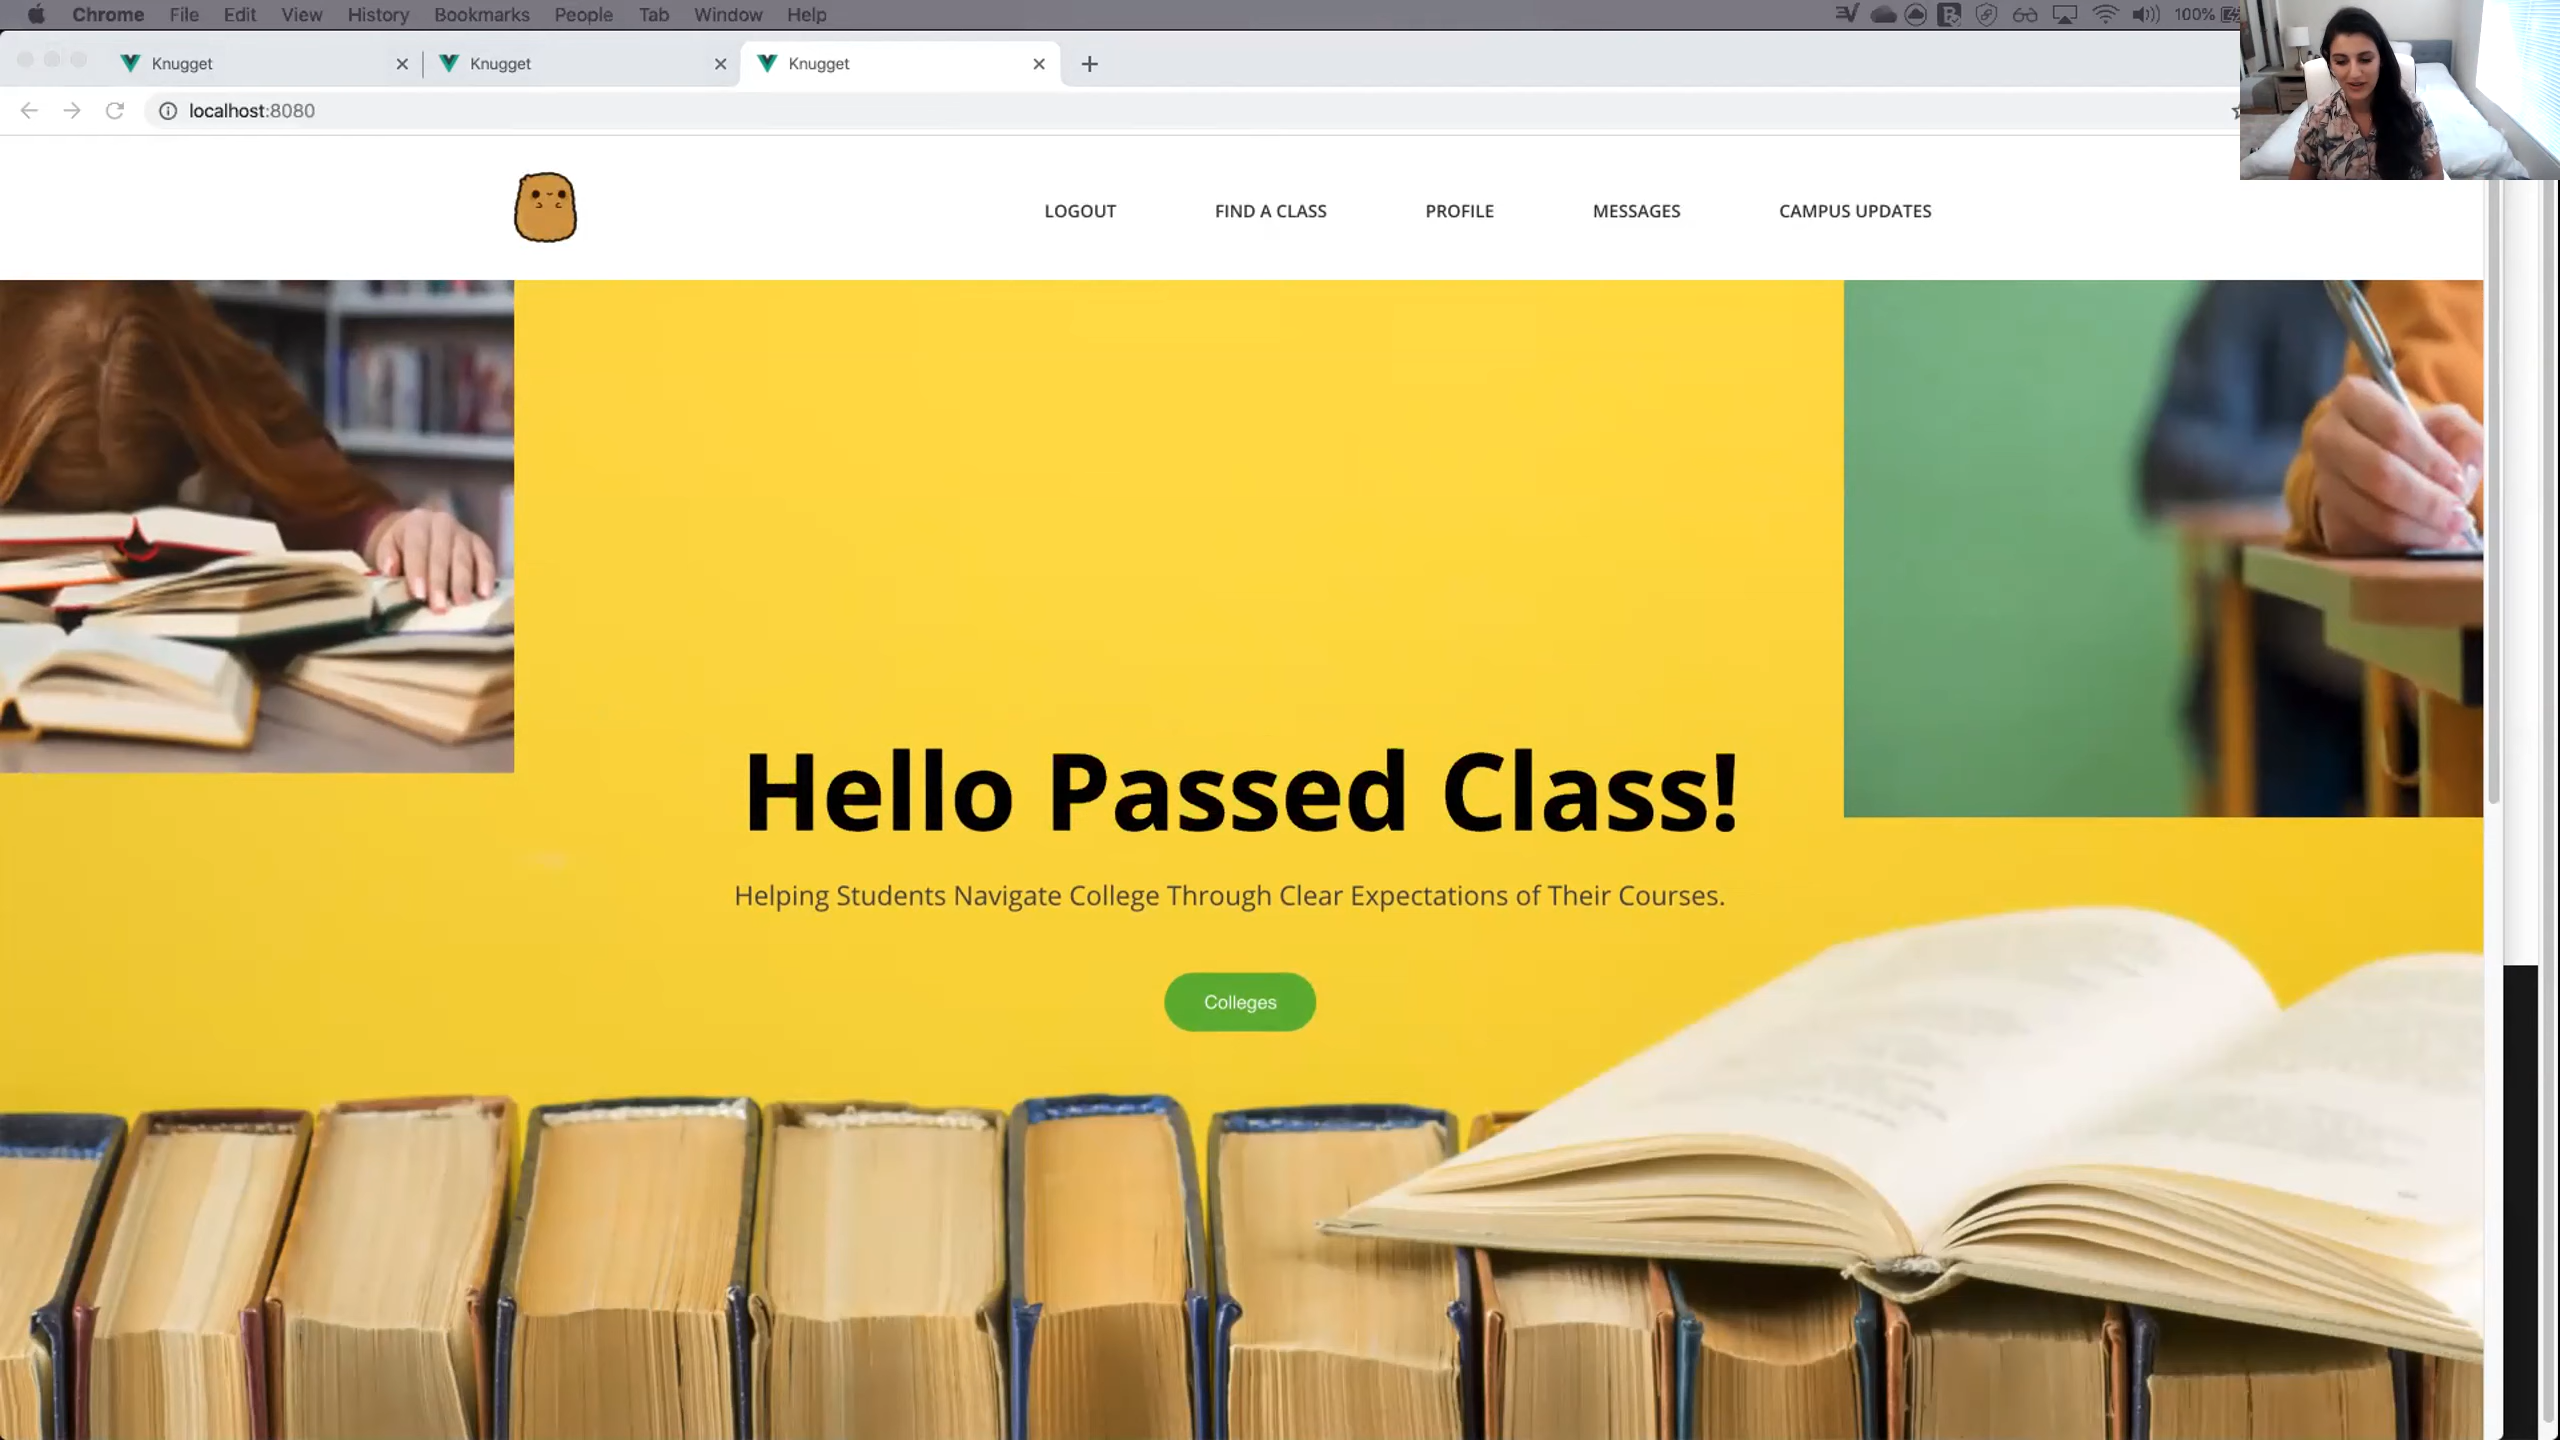 Chrome File Edit View History Bookmarks People Tab Window Help 100%
Knugget Knugget Knugget
localhost:8080
LOGOUT FIND A CLASS PROFILE MESSAGES CAMPUS UPDATES
Hello Passed Class!
Helping Students Navigate College Through Clear Expectations of Their Courses.
Colleges